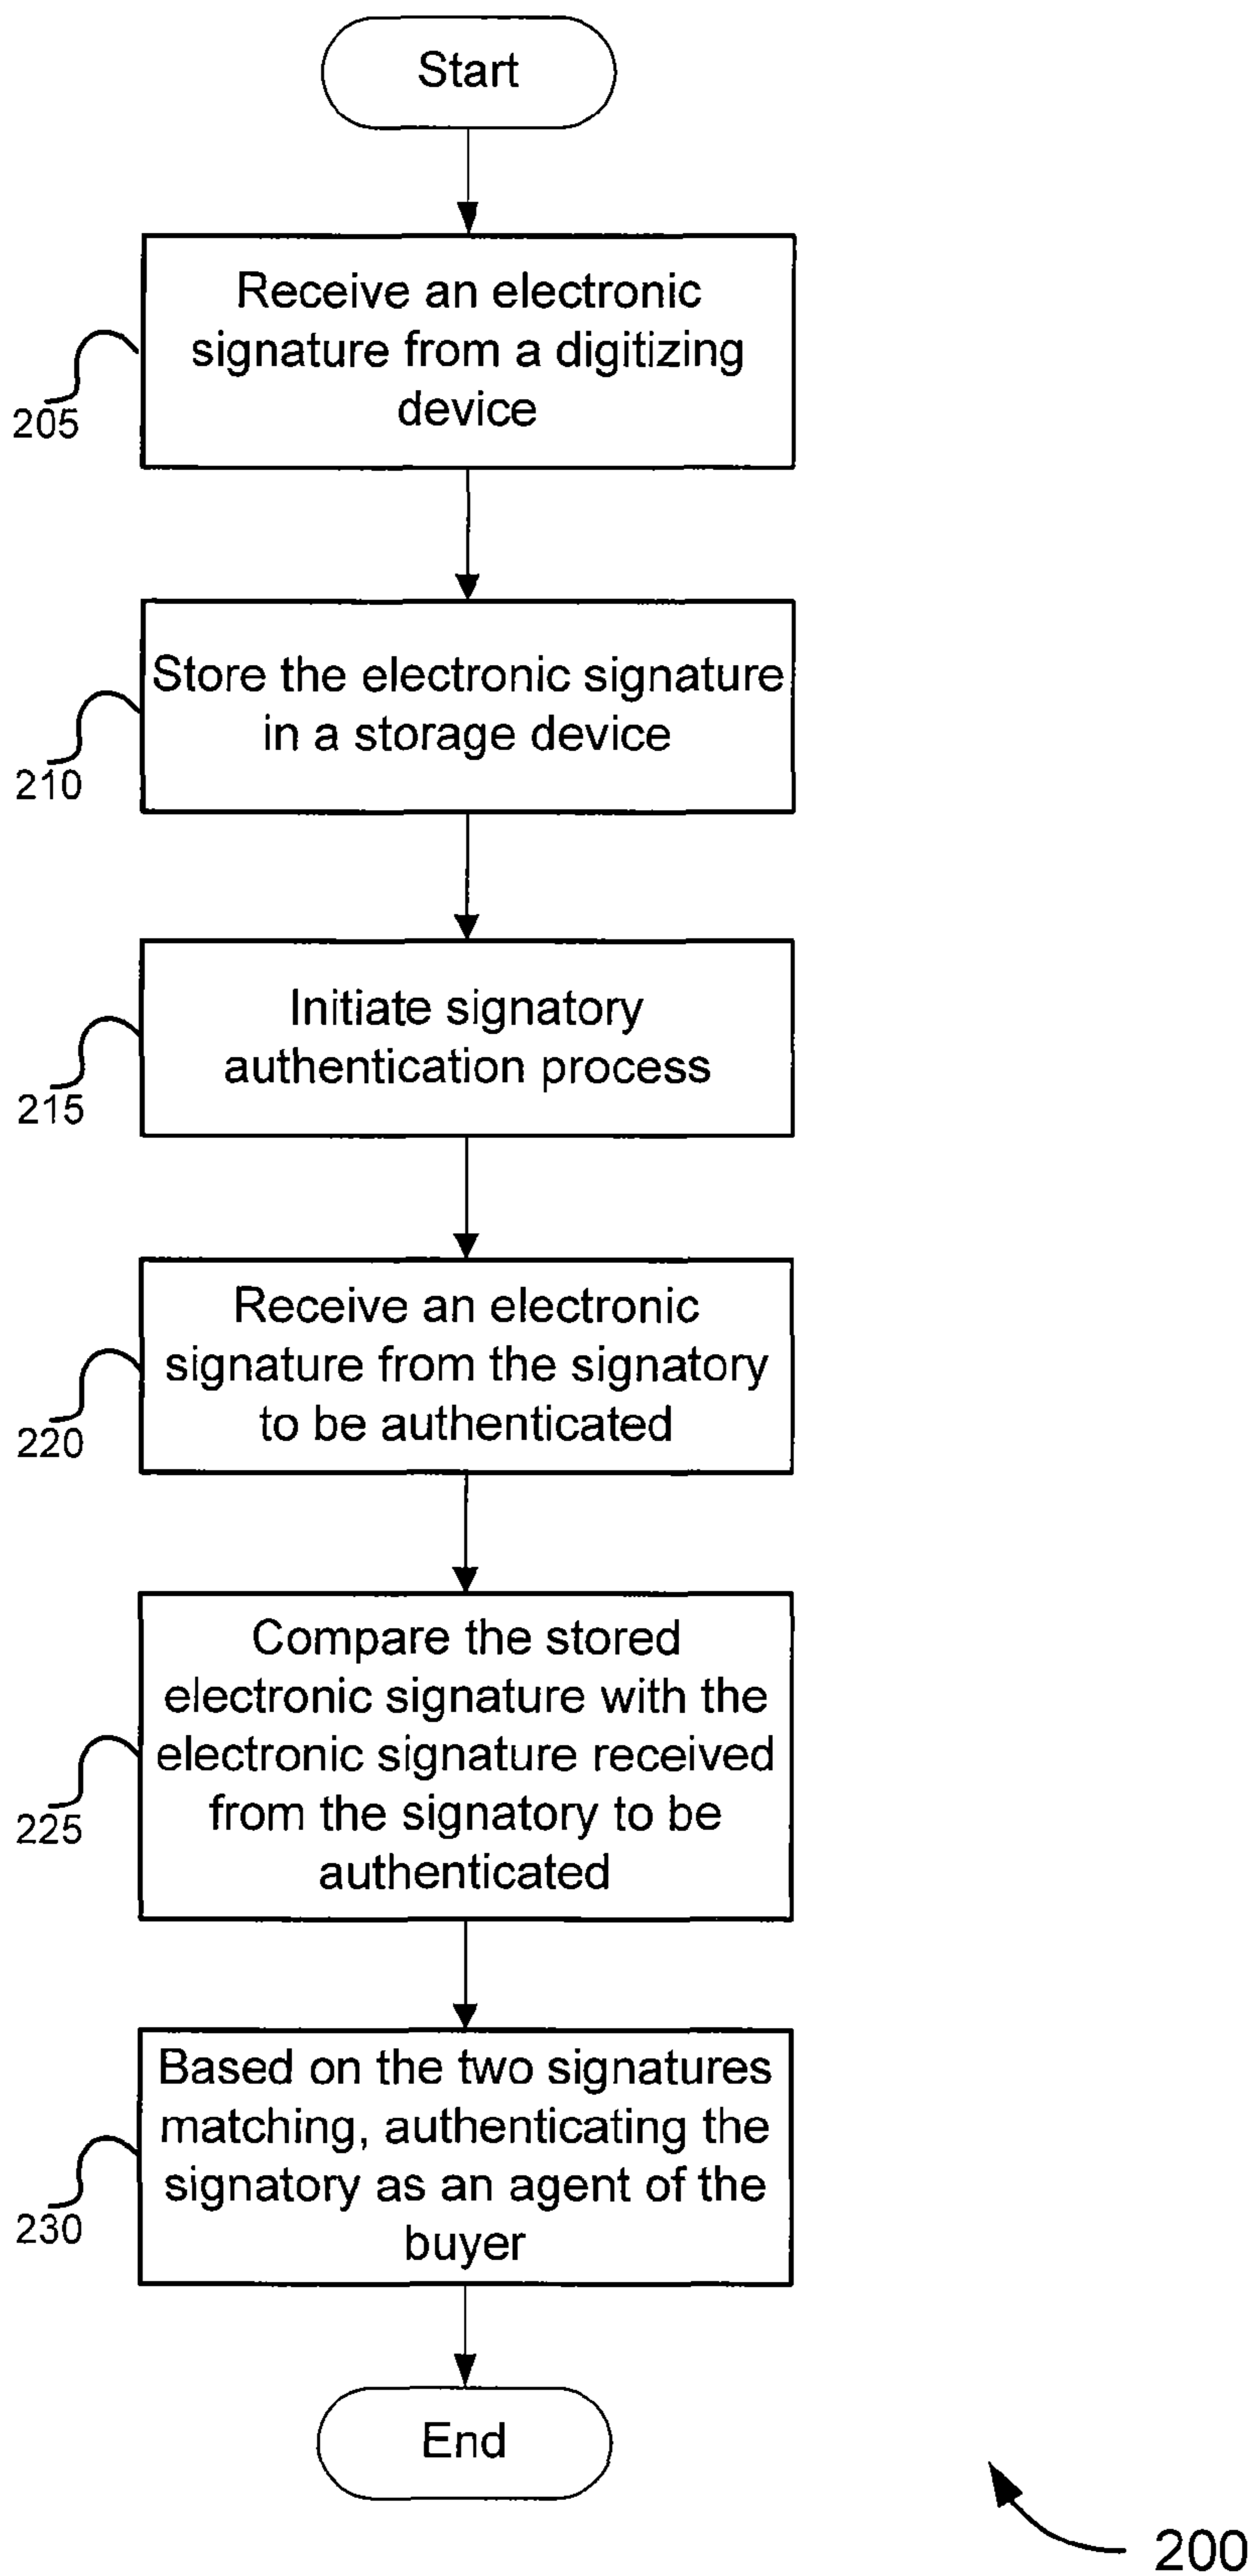 Start
Receive an electronic
signature from a digitizing
device
205
Store the electronic signature
in a storage device
210
Initiate signatory
authentication process
215
Receive an electronic
signature from the signatory
to be authenticated
220
Compare the stored
electronic signature with the
electronic signature received
from the signatory to be
authenticated
225
Based on the two signatures
matching, authenticating the
signatory as an agent of the
buyer
230
End
200